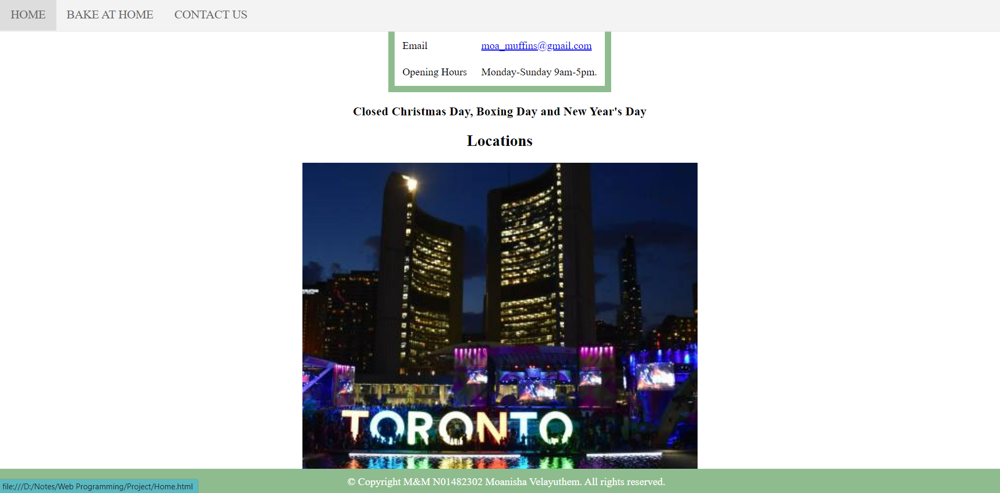 HOME BAKE AT HOME CONTACT US
Email moa_muffins@gmail.com
Opening Hours Monday-Sunday 9am-5pm.
Closed Christmas Day, Boxing Day and New Year's Day
Locations
TORONTO
© Copyright M&M N01482302 Moanisha Velayuthem. All rights reserved.
file:///D:/Notes/Web Programming/Project/Home.html